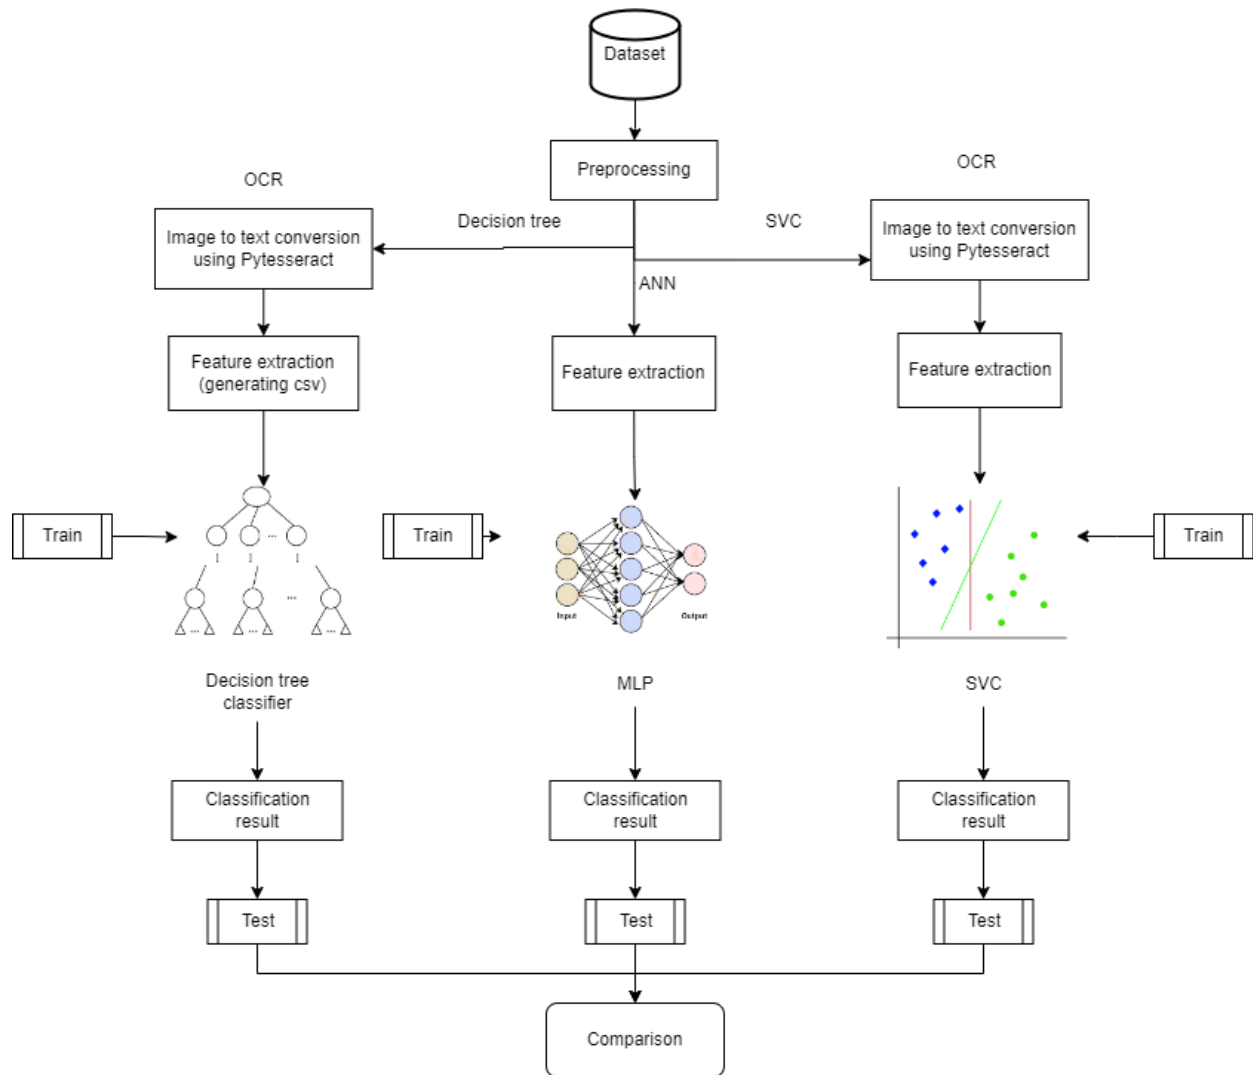 Dataset
Preprocessing
OCR
OCR
Decision tree
SVC
Image to text conversion
using Pytesseract
Image to text conversion
using Pytesseract
ANN
Feature extraction
(generating csv)
Feature extraction
Feature extraction
Train
Train
Train
Input
Output
Decision tree
classifier
MLP
SVC
Classification
result
Classification
result
Classification
result
Test
Test
Test
Comparison